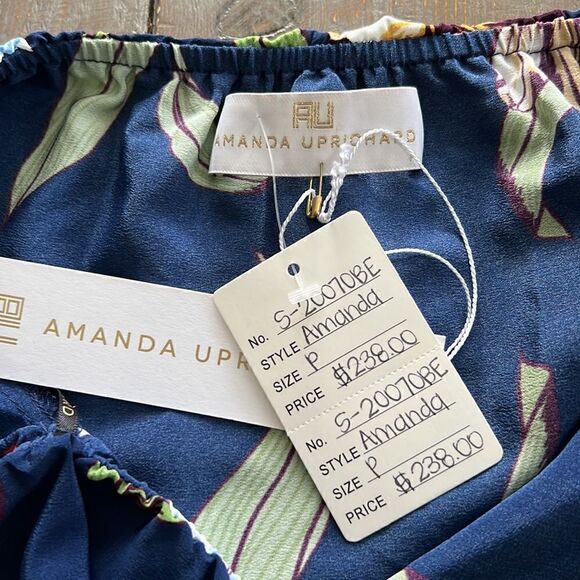 AU
AMANDA UPRICHARD
AMANDA UPR
No. S-20070BE
STYLE Amanda
SIZE P
PRICE $238.00
No. S-20070BE
STYLE Amanda
SIZE P
PRICE $238.00